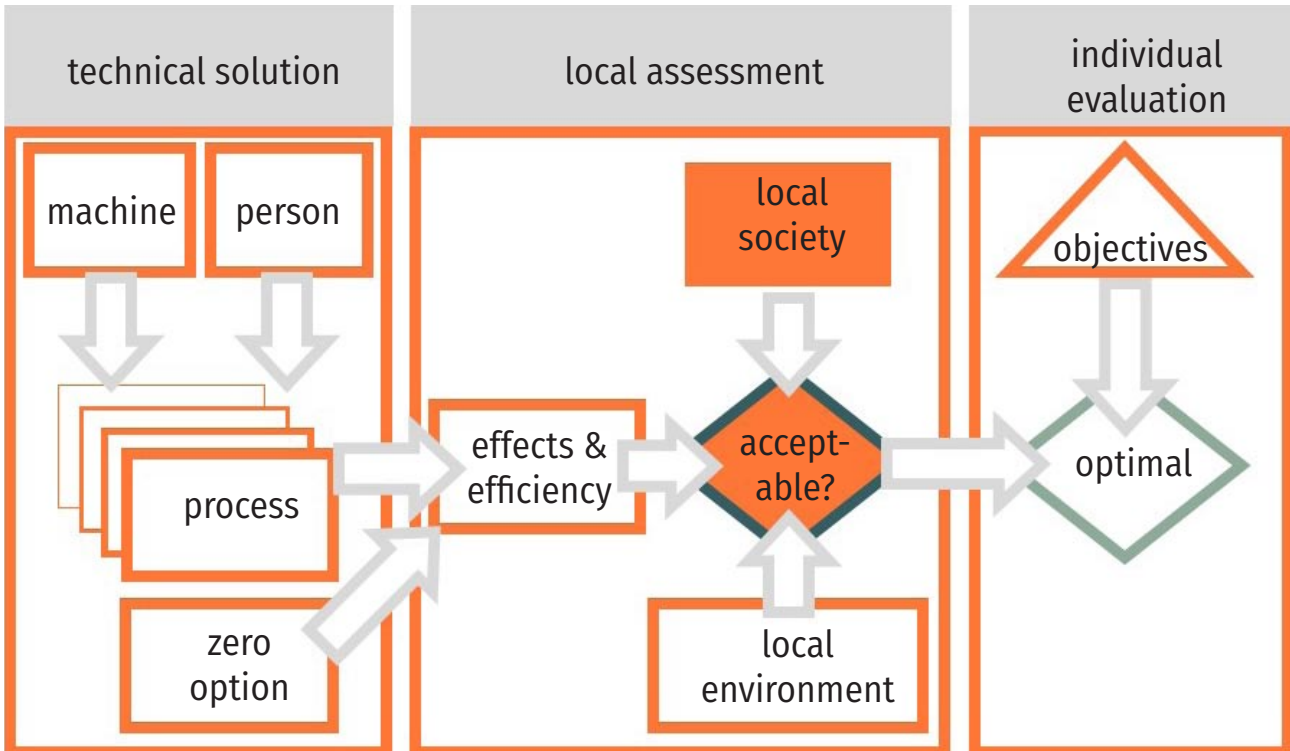 technical solution
local assessment
individual
evaluation
machine
person
local
society
objectives
process
effects &
efficiency
accept-
able?
optimal
zero
option
local
environment